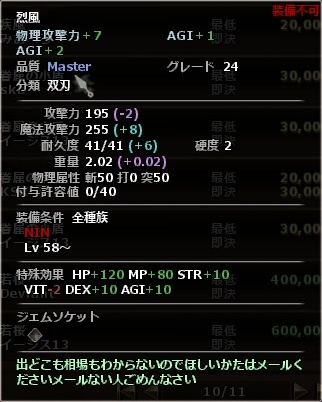 烈風
装備不可
物理攻撃力+7 AGI+1
AGI+2
品質 Master グレード 24
分類 双刃
攻撃力 195 (-2)
魔法攻撃力 255 (+8)
耐久度 41/41 (+6) 硬度 2
重量 2.02 (+0.02)
物理属性 斬50 打0 突50
付与許容値 0/40
装備条件 全種族
NIN
Lv 58～
特殊効果 HP+120 MP+80 STR+10
VIT-2 DEX+10 AGI+10
ジェムソケット
出どこも相場もわからないのでほしいかたはメールく
ださいメールない人ごめんなさい
10/11